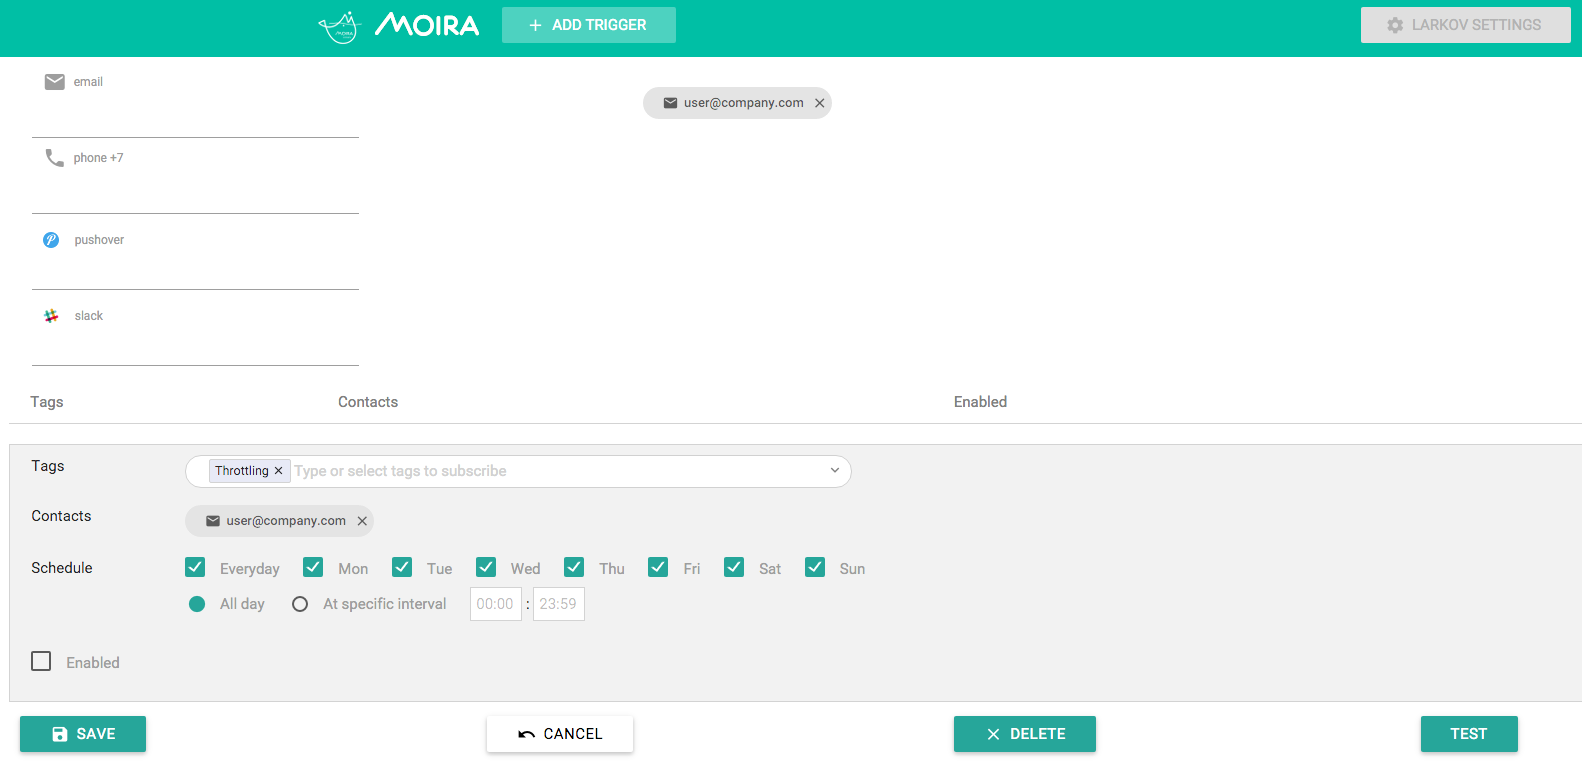 MOIRA
MOIRA
ADD TRIGGER
LARKOV SETTINGS
email
user@company.com
phone +7
pushover
slack
Tags Contacts Enabled
Tags Throttling Type or select tags to subscribe
Contacts user@company.com
Schedule Everyday Mon Tue Wed Thu Fri Sat Sun
All day At specific interval 00:00 : 23:59
Enabled
SAVE CANCEL DELETE TEST